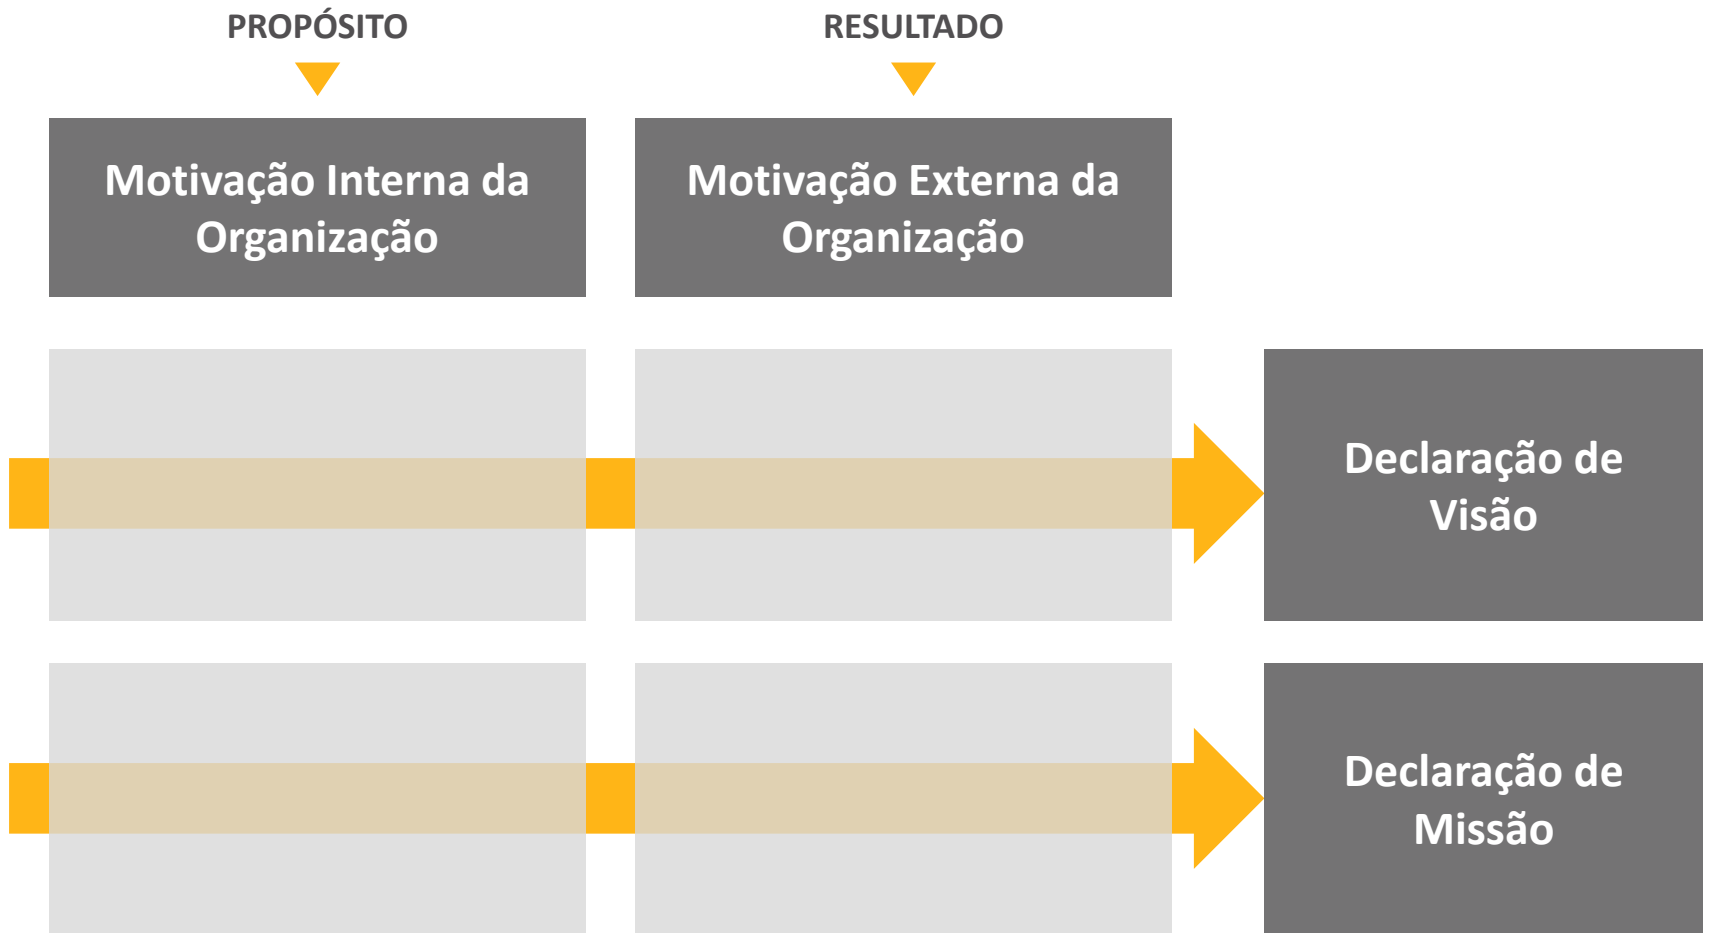 PROPÓSITO
RESULTADO
Motivação Interna da
Organização
Motivação Externa da
Organização
Declaração de
Visão
Declaração de
Missão